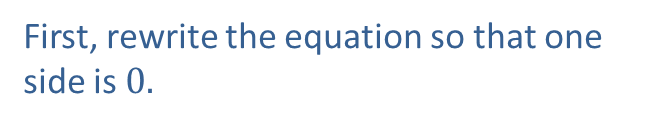 First, rewrite the equation so that one
side is 0.